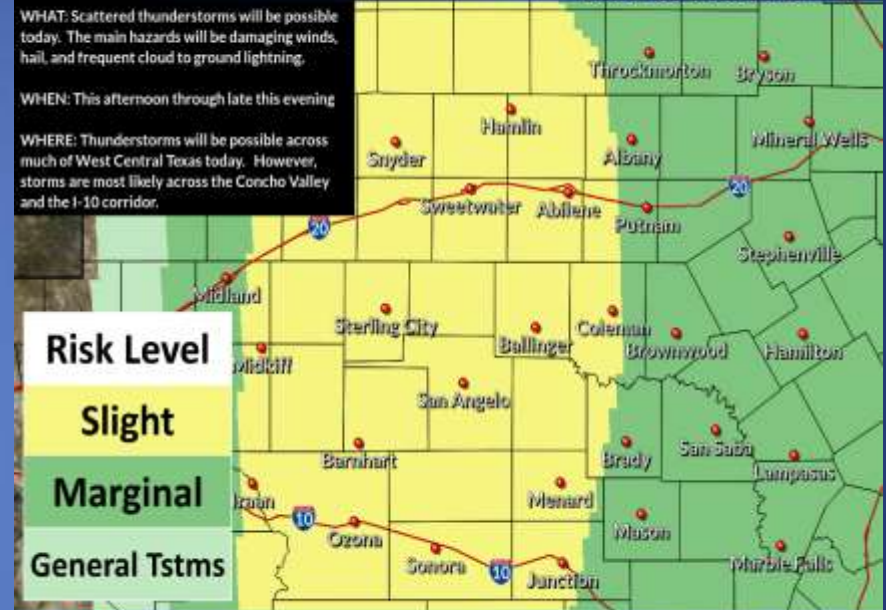 WHAT: Scattered thunderstorms will be possible
today. The main hazards will be damaging winds,
hail, and frequent cloud to ground lightning.
WHEN: This afternoon through late this evening
WHERE: Thunderstorms will be possible across
much of West Central Texas today. However,
storms are most likely across the Concho Valley
and the I-10 corridor.
Throckmorton
Bryson
Hamlin
Mineral Wells
Snyder
Albany
20
Sweetwater
Abilene
Putnam
20
Stephenville
Midland
Sterling City
Ballinger
Coleman
Brownwood
Hamilton
Risk Level
Midkiff
San Angelo
Slight
Barnhart
Brady
San Saba
Lampasas
Marginal
Iraan
Menard
10
Ozona
Mason
General Tstms
Sonora
10
Junction
Marble Falls